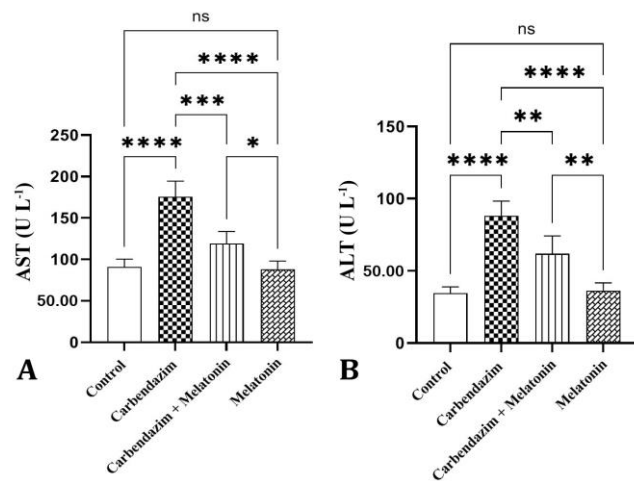 ns
****
***
****
*
250
200
150
100
50.00
0
AST (U L-1)
Control
Carbendazim
Carbendazim + Melatonin
Melatonin
A
ns
****
**
****
**
150
100
50.00
0
ALT (U L-1)
Control
Carbendazim
Carbendazim + Melatonin
Melatonin
B